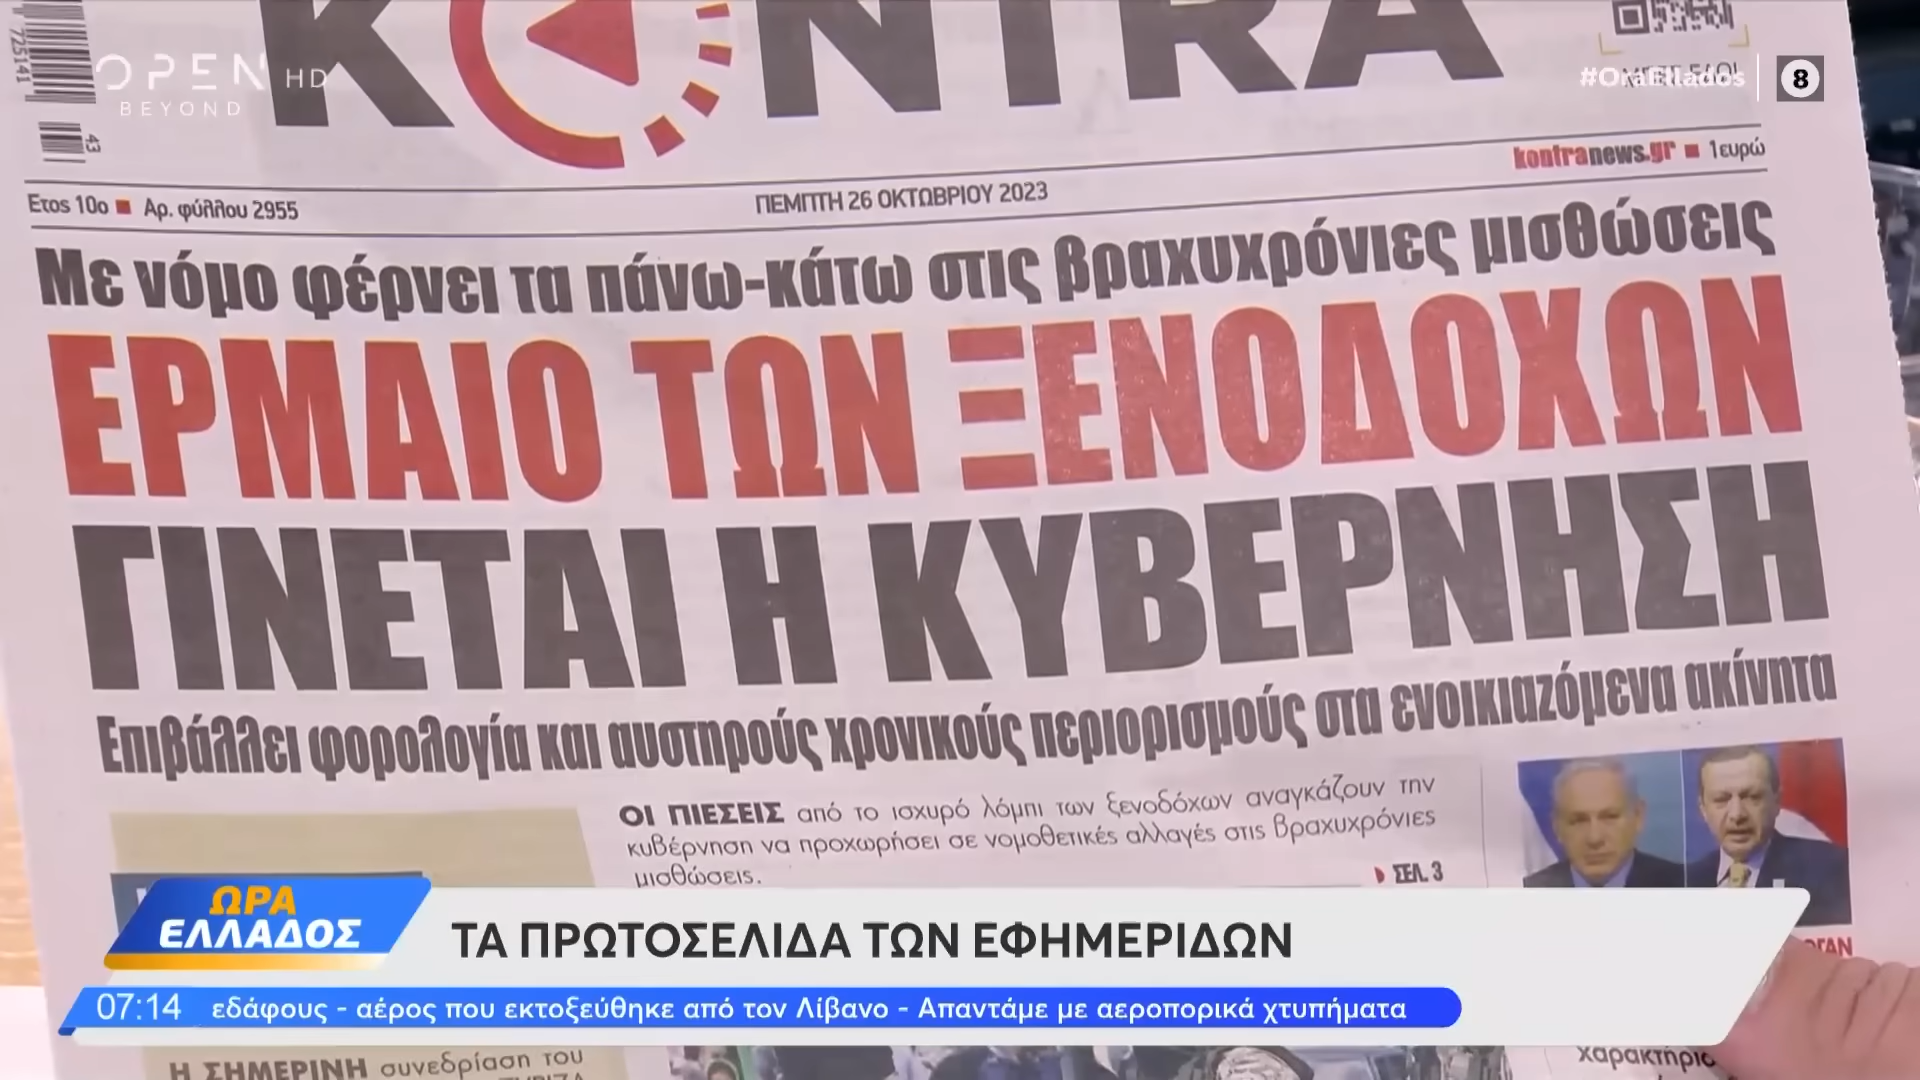 KONTRA
725141
43
OPEN HD
BEYOND
#OraEllados
8
kontranews.gr ■ 1ευρώ
Ετος 10ο ■ Αρ. φύλλου 2955
ΠΕΜΠΤΗ 26 ΟΚΤΩΒΡΙΟΥ 2023
Με νόμο φέρνει τα πάνω-κάτω στις βραχυχρόνιες μισθώσεις
ΕΡΜΑΙΟ ΤΩΝ ΞΕΝΟΔΟΧΩΝ
ΓΙΝΕΤΑΙ Η ΚΥΒΕΡΝΗΣΗ
Επιβάλλει φορολογία και αυστηρούς χρονικούς περιορισμούς στα ενοικιαζόμενα ακίνητα
ΟΙ ΠΙΕΣΕΙΣ από το ισχυρό λόμπι των ξενοδόχων αναγκάζουν την
κυβέρνηση να προχωρήσει σε νομοθετικές αλλαγές στις βραχυχρόνιες
μισθώσεις.
ΣΕΛ. 3
ΩΡΑ
ΕΛΛΑΔΟΣ
ΤΑ ΠΡΩΤΟΣΕΛΙΔΑ ΤΩΝ ΕΦΗΜΕΡΙΔΩΝ
07:14 εδάφους - αέρος που εκτοξεύθηκε από τον Λίβανο - Απαντάμε με αεροπορικά χτυπήματα
Η ΣΗΜΕΡΙΝΗ συνεδρίαση του